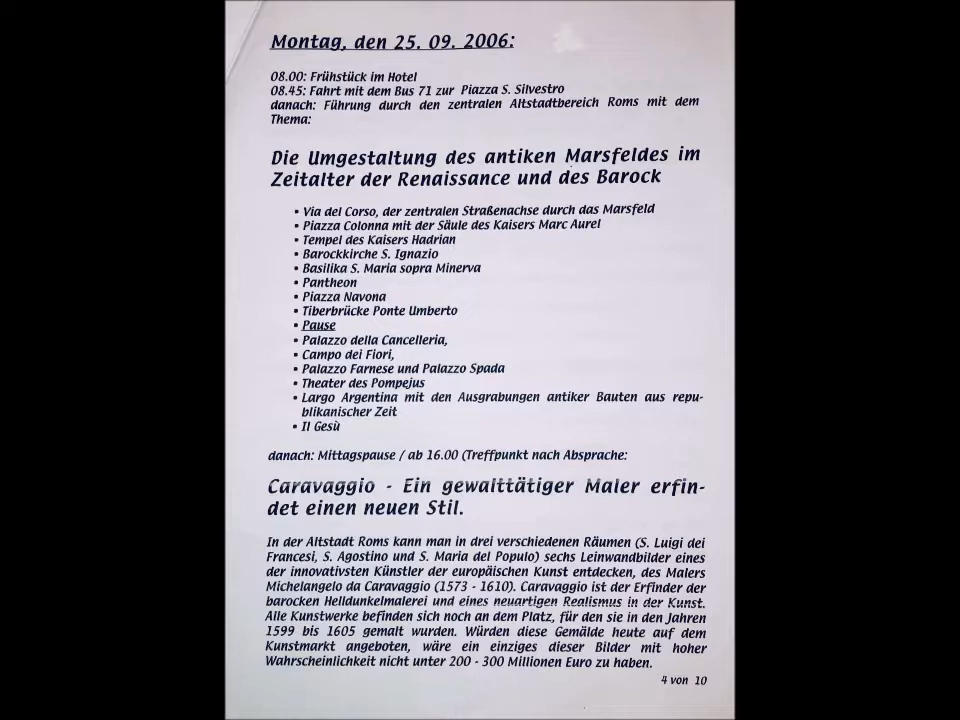 Montag, den 25. 09. 2006:
08.00: Frühstück im Hotel
08.45: Fahrt mit dem Bus 71 zur Piazza S. Silvestro
danach: Führung durch den zentralen Altstadtbereich Roms mit dem
Thema:
Die Umgestaltung des antiken Marsfeldes im
Zeitalter der Renaissance und des Barock
• Via del Corso, der zentralen Straßenachse durch das Marsfeld
• Piazza Colonna mit der Säule des Kaisers Marc Aurel
• Tempel des Kaisers Hadrian
• Barockkirche S. Ignazio
• Basilika S. Maria sopra Minerva
• Pantheon
• Piazza Navona
• Tiberbrücke Ponte Umberto
• Pause
• Palazzo della Cancelleria,
• Campo dei Fiori,
• Palazzo Farnese und Palazzo Spada
• Theater des Pompejus
• Largo Argentina mit den Ausgrabungen antiker Bauten aus repu-
blikanischer Zeit
• Il Gesù
danach: Mittagspause / ab 16.00 (Treffpunkt nach Absprache:
Caravaggio - Ein gewalttätiger Maler erfin-
det einen neuen Stil.
In der Altstadt Roms kann man in drei verschiedenen Räumen (S. Luigi dei
Francesi, S. Agostino und S. Maria del Populo) sechs Leinwandbilder eines
der innovativsten Künstler der europäischen Kunst entdecken, des Malers
Michelangelo da Caravaggio (1573 - 1610). Caravaggio ist der Erfinder der
barocken Helldunkelmalerei und eines neuartigen Realismus in der Kunst.
Alle Kunstwerke befinden sich noch an dem Platz, für den sie in den Jahren
1599 bis 1605 gemalt wurden. Würden diese Gemälde heute auf dem
Kunstmarkt angeboten, wäre ein einziges dieser Bilder mit hoher
Wahrscheinlichkeit nicht unter 200 - 300 Millionen Euro zu haben.
4 von 10